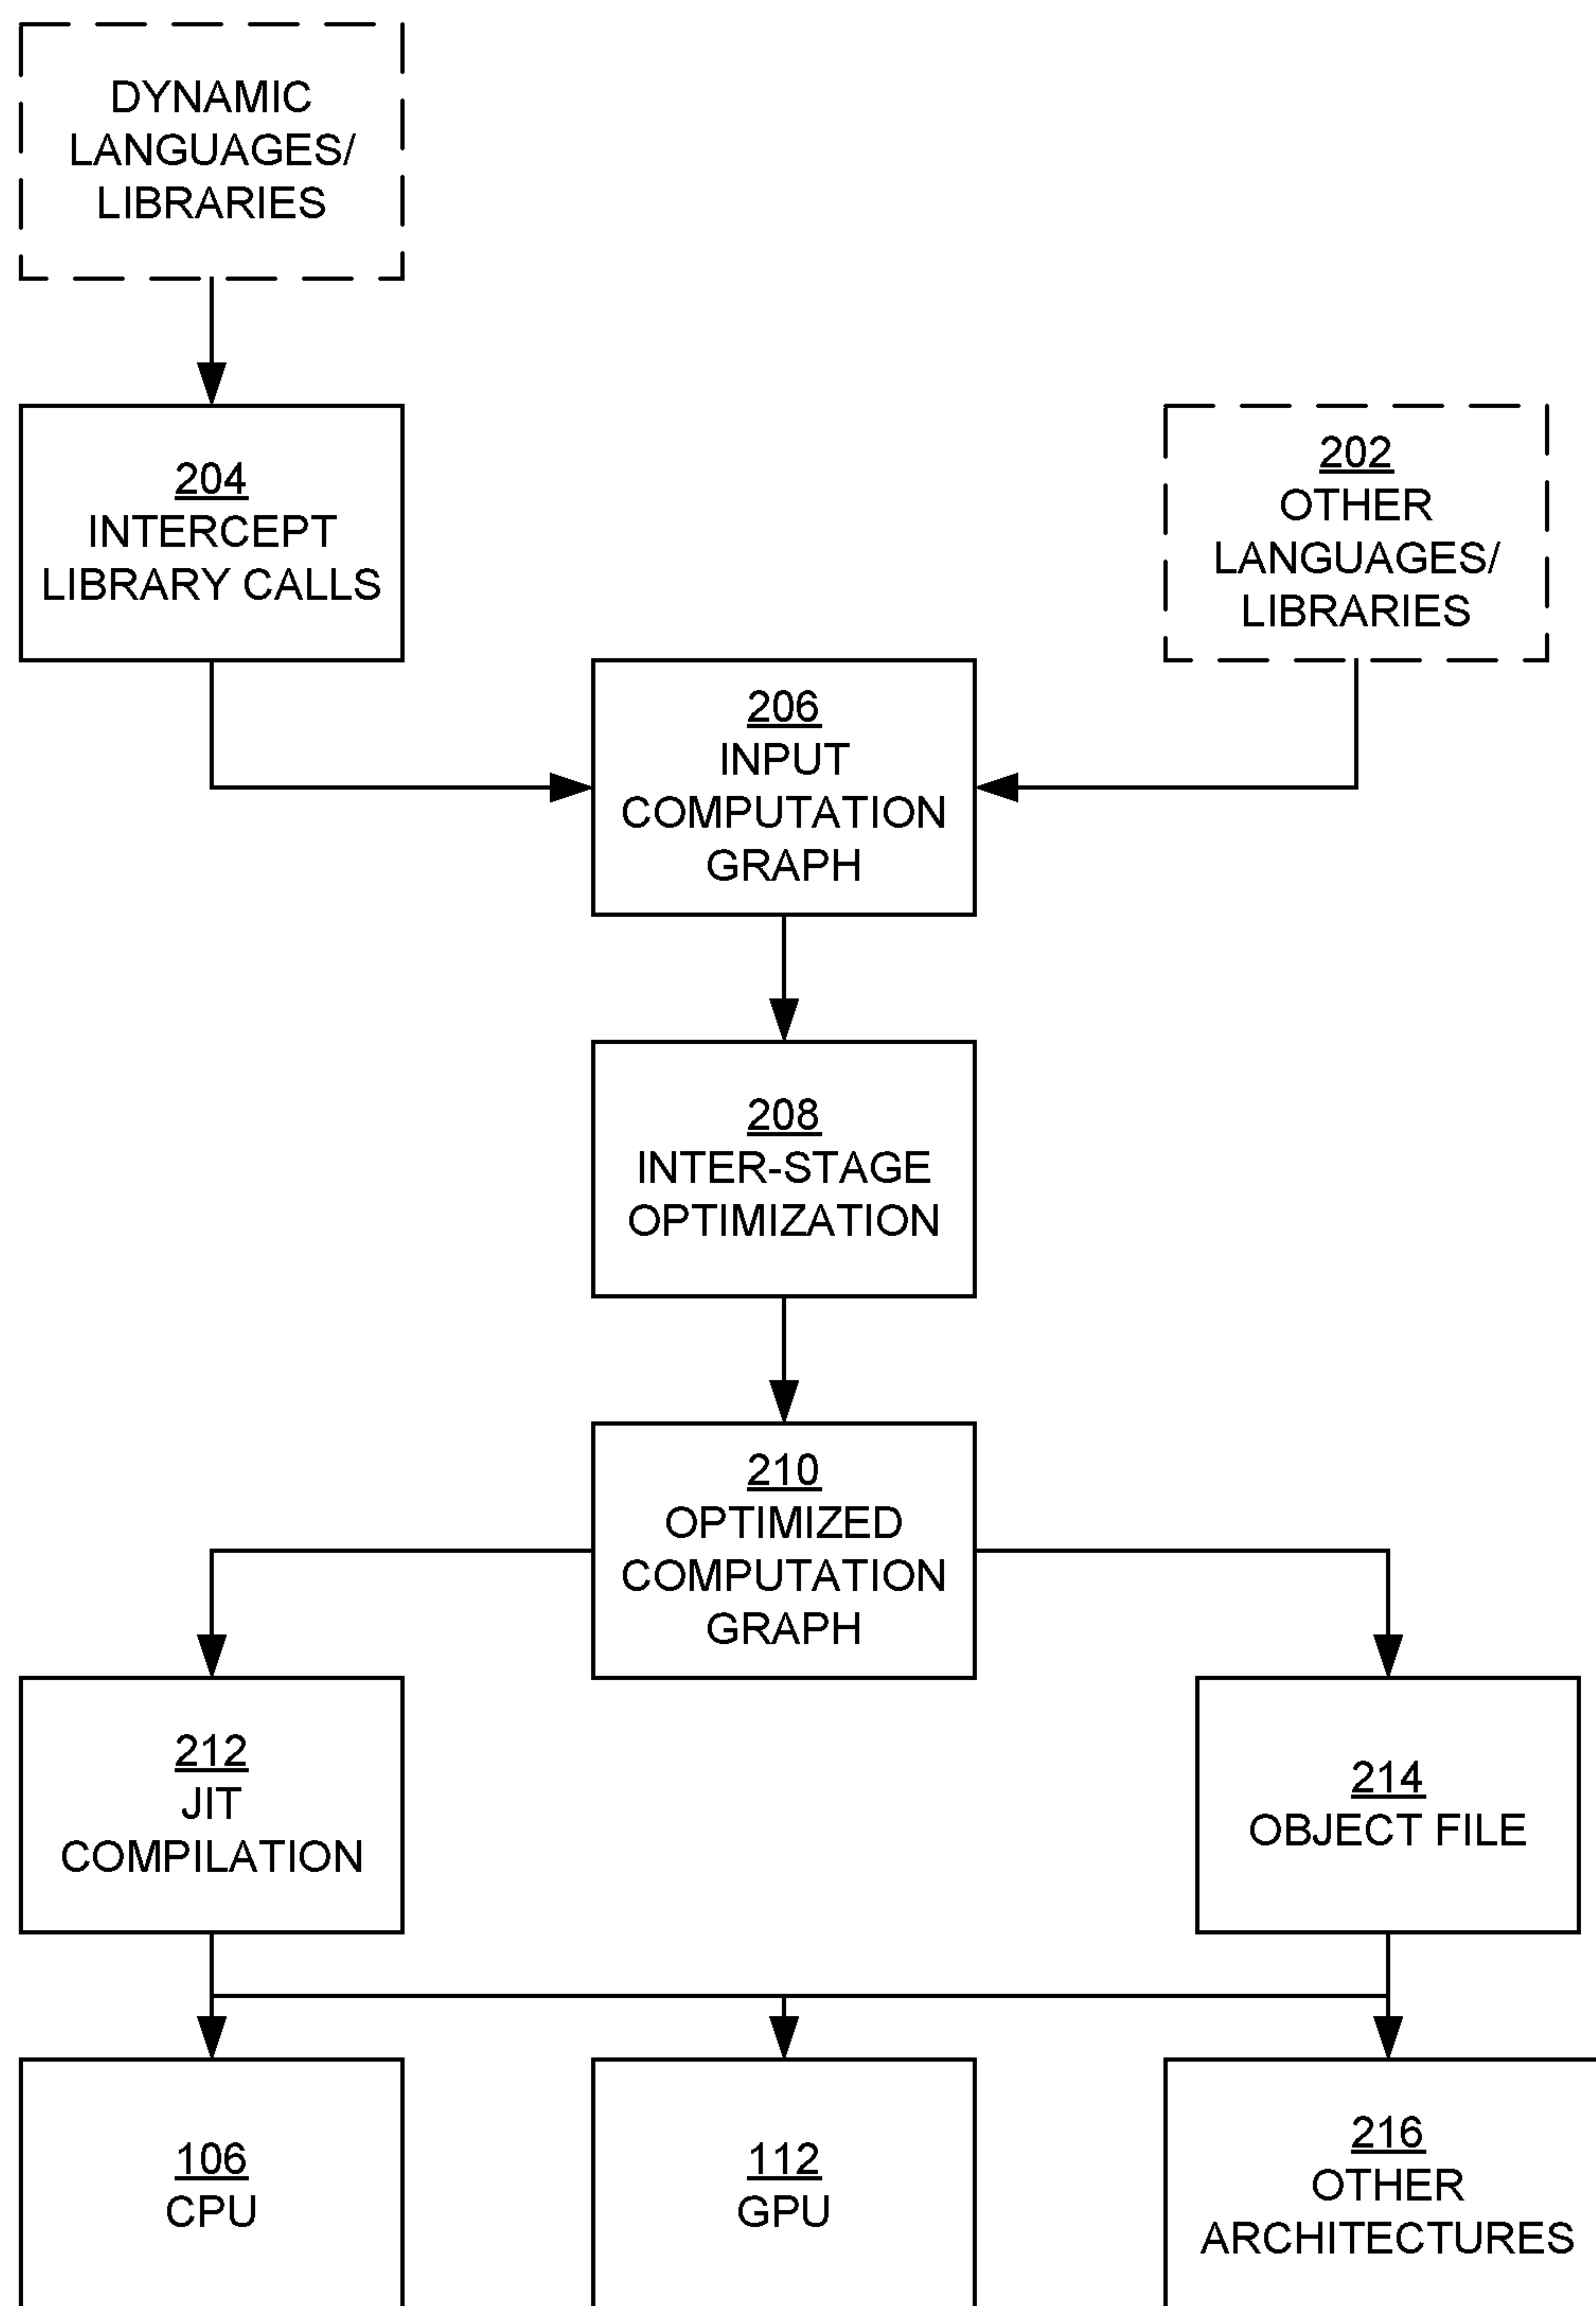 DYNAMIC
LANGUAGES/
LIBRARIES
204
INTERCEPT
LIBRARY CALLS
202
OTHER
LANGUAGES/
LIBRARIES
206
INPUT
COMPUTATION
GRAPH
208
INTER-STAGE
OPTIMIZATION
210
OPTIMIZED
COMPUTATION
GRAPH
212
JIT
COMPILATION
214
OBJECT FILE
106
CPU
112
GPU
216
OTHER
ARCHITECTURES